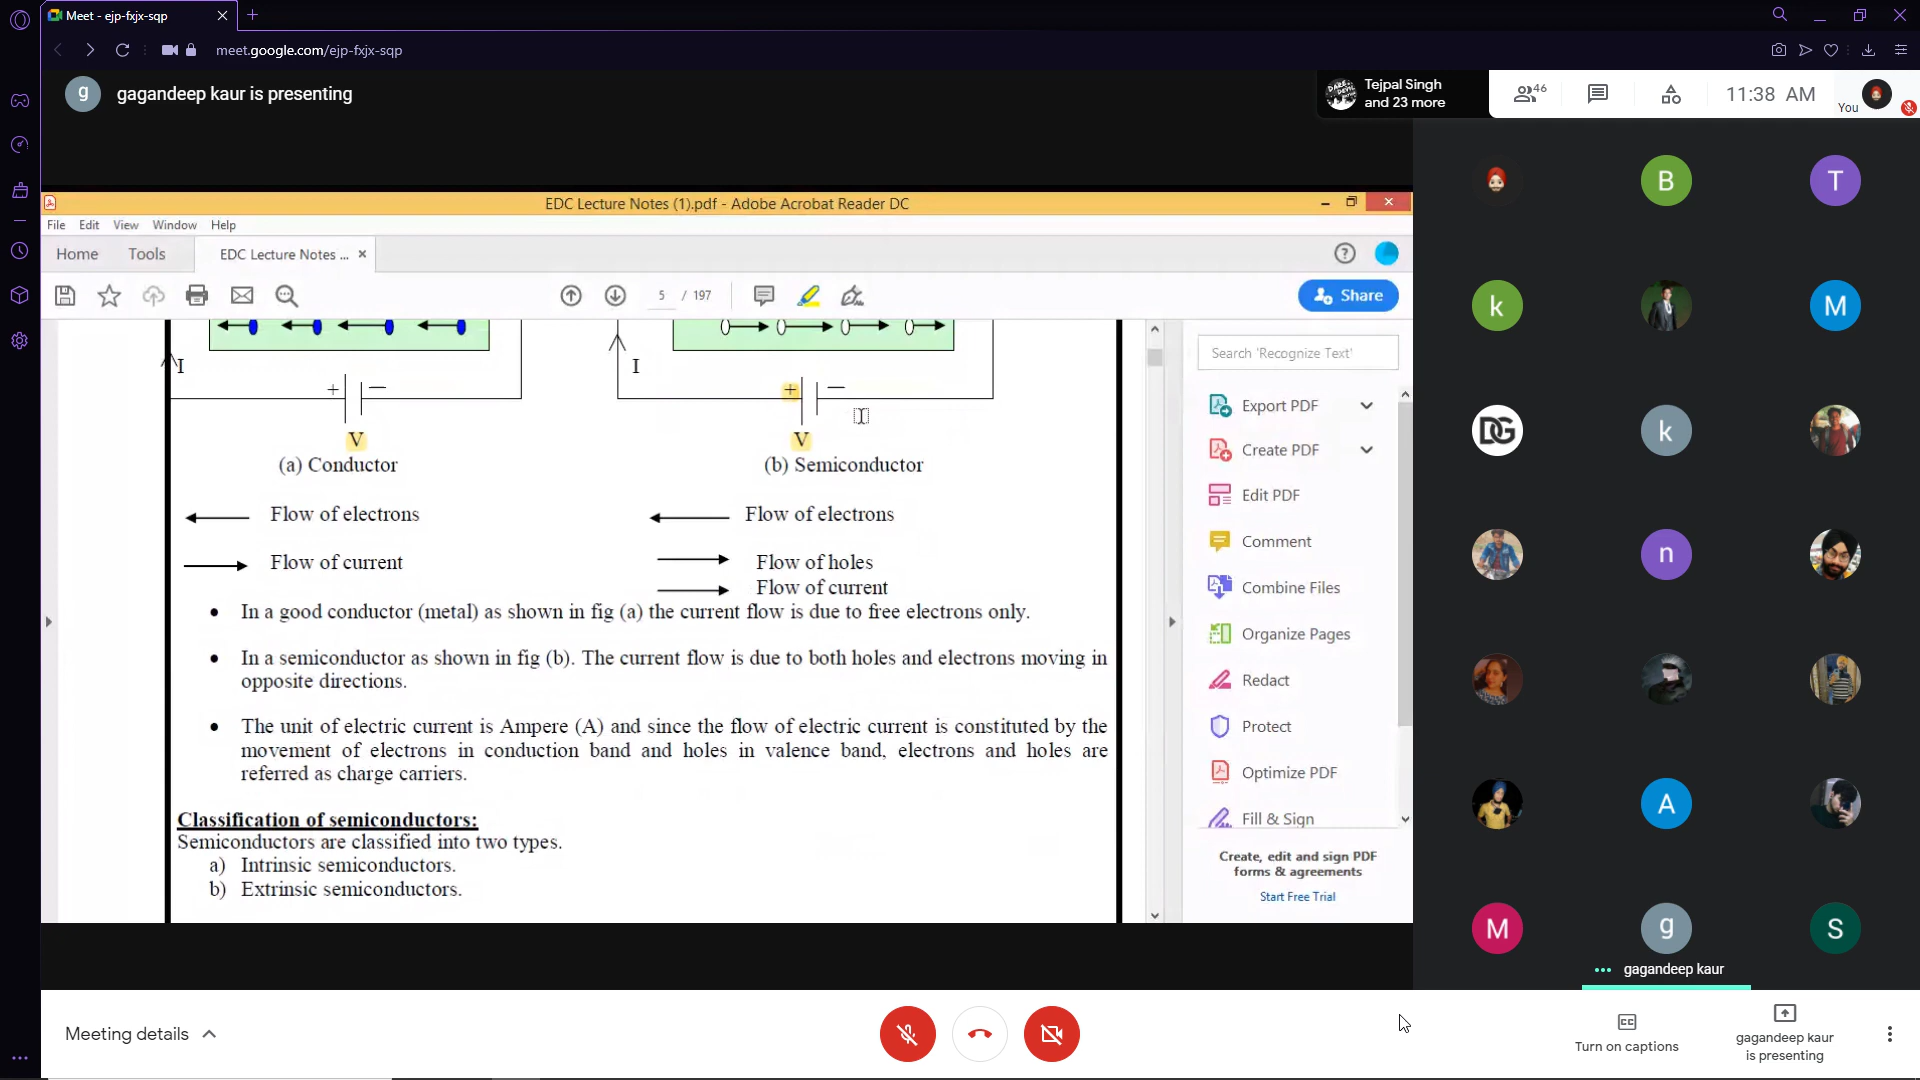 Meet - ejp-fxjx-sqp
meet.google.com/ejp-fxjx-sqp
g
gagandeep kaur is presenting
Tejpal Singh
and 23 more
46
11:38 AM
You
EDC Lecture Notes (1).pdf - Adobe Acrobat Reader DC
File Edit View Window Help
Home Tools EDC Lecture Notes ...
5 / 197
Share
I
I
+ —
+ —
V
V
(a) Conductor
(b) Semiconductor
Flow of electrons
Flow of electrons
Flow of current
Flow of holes
Flow of current
• In a good conductor (metal) as shown in fig (a) the current flow is due to free electrons only.
• In a semiconductor as shown in fig (b). The current flow is due to both holes and electrons moving in
opposite directions.
• The unit of electric current is Ampere (A) and since the flow of electric current is constituted by the
movement of electrons in conduction band and holes in valence band, electrons and holes are
referred as charge carriers.
Classification of semiconductors:
Semiconductors are classified into two types.
a) Intrinsic semiconductors.
b) Extrinsic semiconductors.
Search 'Recognize Text'
Export PDF
Create PDF
Edit PDF
Comment
Combine Files
Organize Pages
Redact
Protect
Optimize PDF
Fill & Sign
Create, edit and sign PDF
forms & agreements
Start Free Trial
B
T
k
M
DG
k
n
A
M
g
S
gagandeep kaur
Meeting details
Turn on captions
gagandeep kaur
is presenting